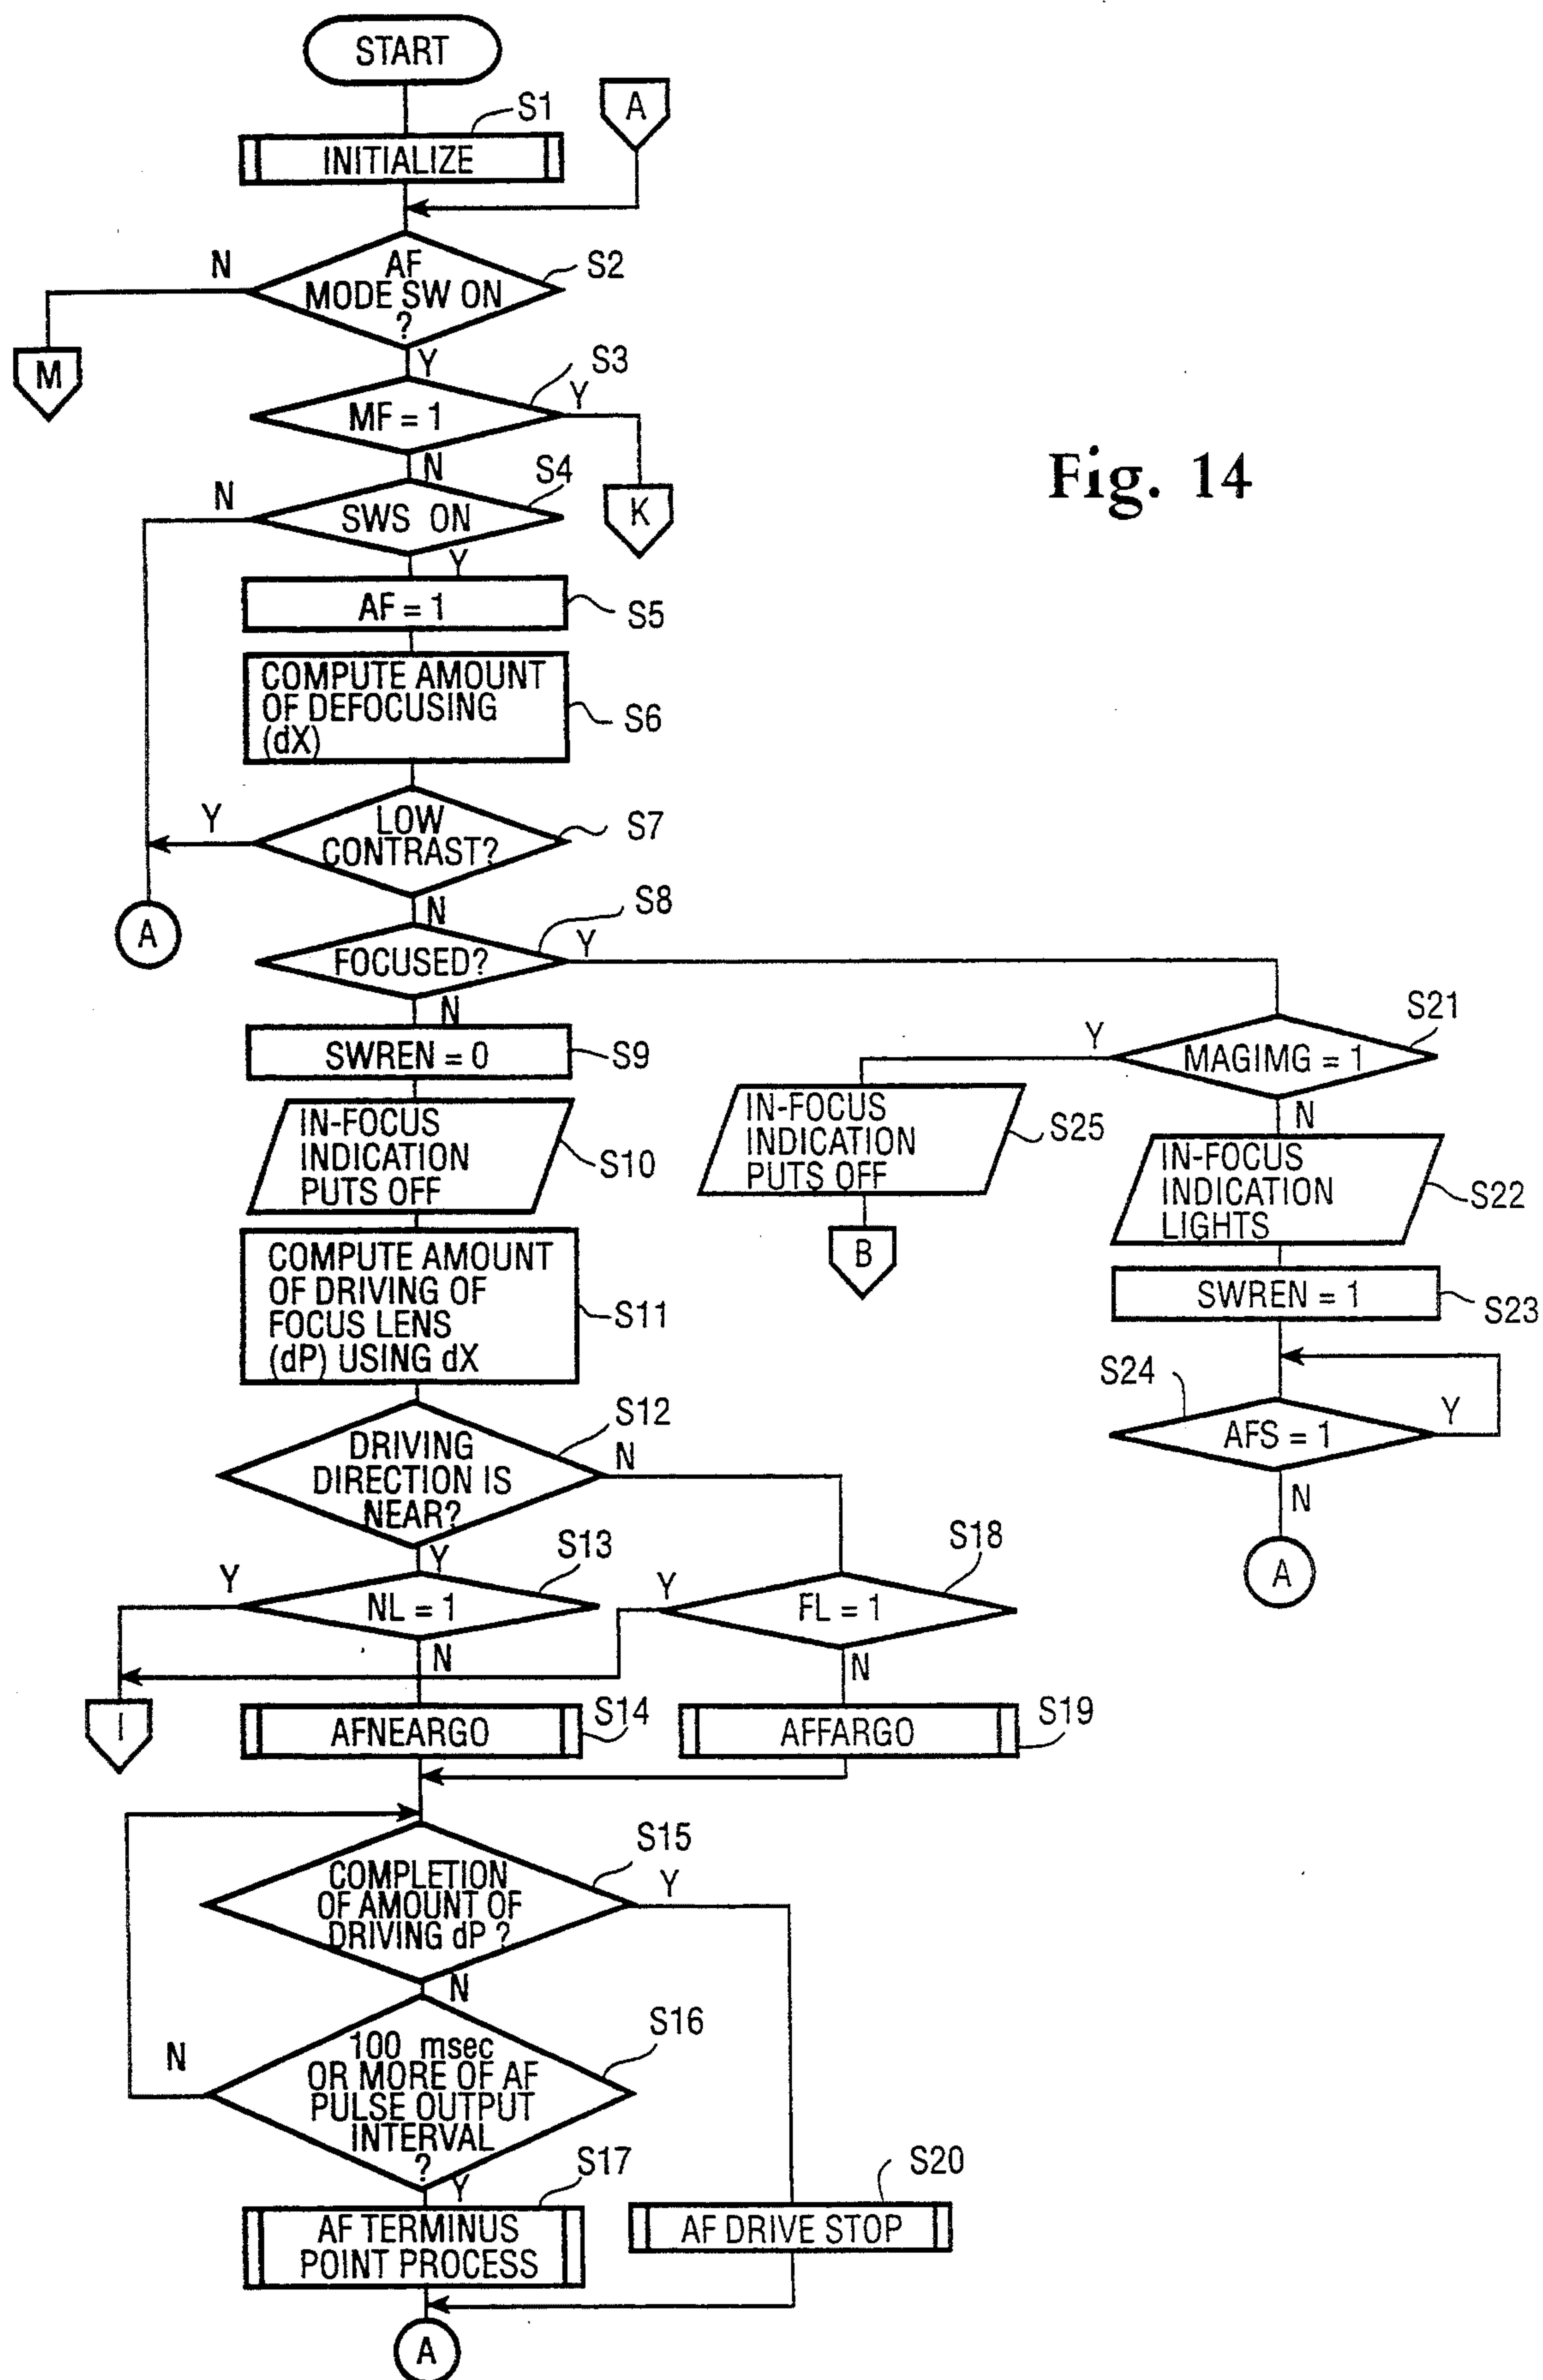 START
A
S1
INITIALIZE
N
AF
MODE SW ON
?
S2
M
Y
S3
MF = 1
Y
N
S4
K
N
SWS ON
Y
AF = 1
S5
COMPUTE AMOUNT
OF DEFOCUSING
(dX)
S6
Y
LOW
CONTRAST?
S7
A
N
S8
FOCUSED?
Y
N
SWREN = 0
S9
IN-FOCUS
INDICATION
PUTS OFF
S10
COMPUTE AMOUNT
OF DRIVING OF
FOCUS LENS
(dP) USING dX
S11
S12
DRIVING
DIRECTION IS
NEAR?
N
Y
S13
Y
NL = 1
N
I
AFNEARGO
S14
S18
Y
FL = 1
N
AFFARGO
S19
S15
COMPLETION
OF AMOUNT OF
DRIVING dP ?
Y
N
S16
N
100 msec
OR MORE OF AF
PULSE OUTPUT
INTERVAL
?
Y
S17
AF TERMINUS
POINT PROCESS
S20
AF DRIVE STOP
A
Fig. 14
S21
Y
MAGIMG = 1
N
IN-FOCUS
INDICATION
PUTS OFF
S25
B
IN-FOCUS
INDICATION
LIGHTS
S22
SWREN = 1
S23
S24
AFS = 1
Y
N
A